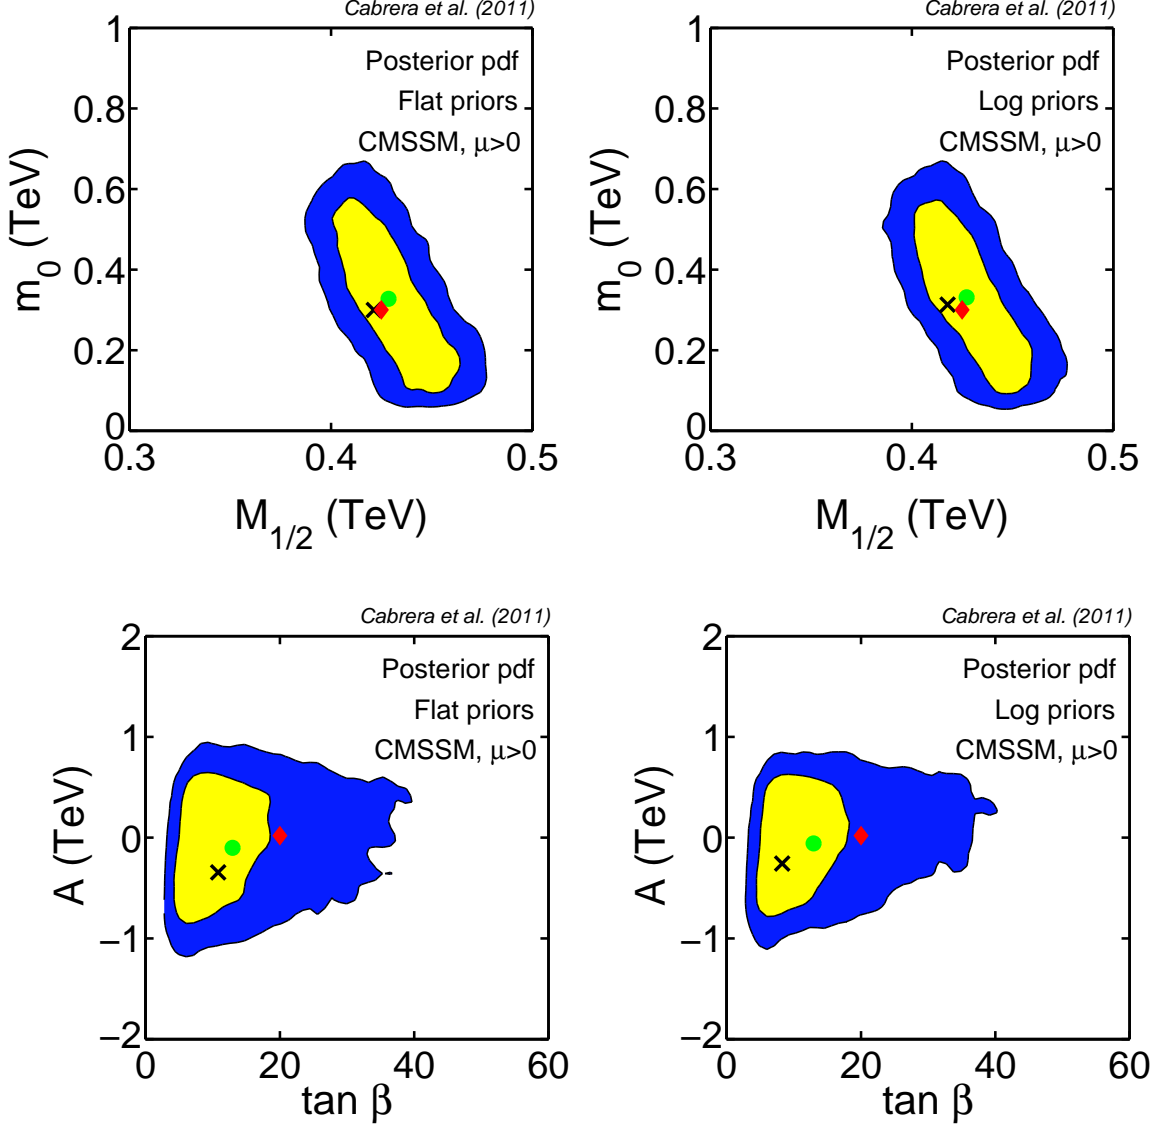 Cabrera et al. (2011)
Posterior pdf
Flat priors
CMSSM, μ>0
1
0.8
0.6
0.4
0.2
0
0.3
0.4
0.5
m0 (TeV)
M1/2 (TeV)
Cabrera et al. (2011)
Posterior pdf
Log priors
CMSSM, μ>0
1
0.8
0.6
0.4
0.2
0
0.3
0.4
0.5
m0 (TeV)
M1/2 (TeV)
Cabrera et al. (2011)
Posterior pdf
Flat priors
CMSSM, μ>0
2
1
0
−1
−2
0
20
40
60
A (TeV)
tan β
Cabrera et al. (2011)
Posterior pdf
Log priors
CMSSM, μ>0
2
1
0
−1
−2
0
20
40
60
A (TeV)
tan β